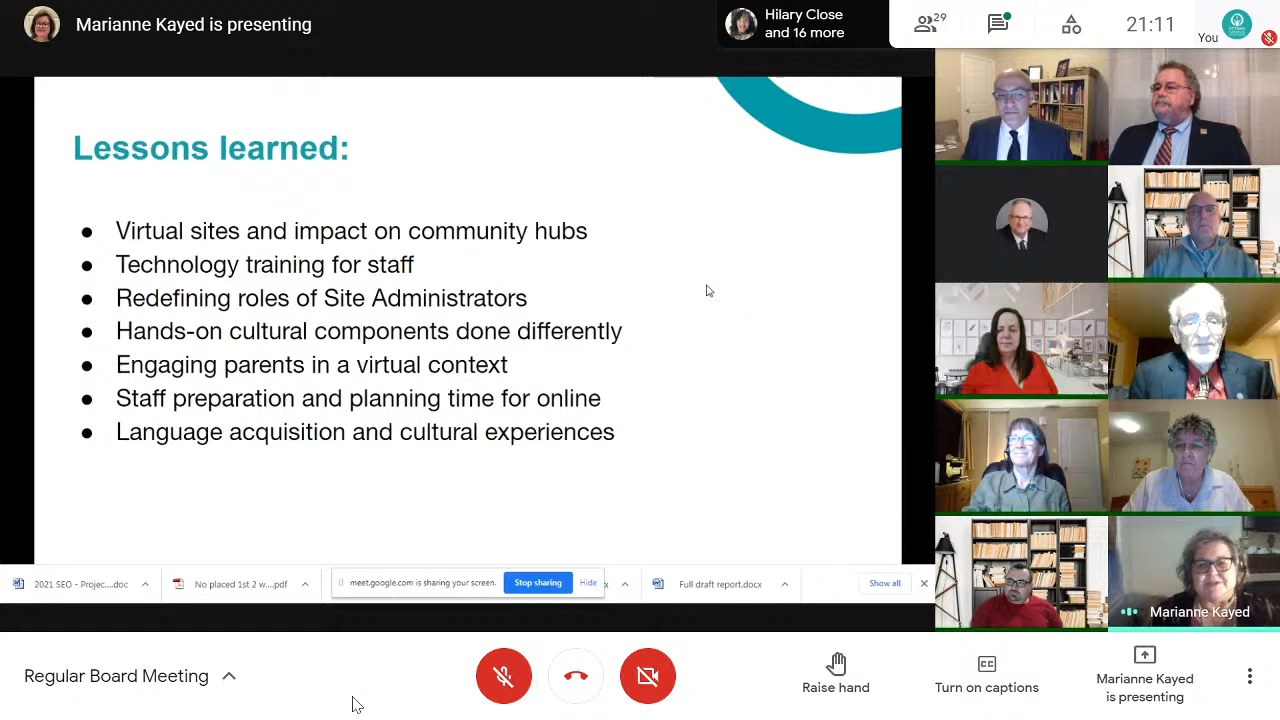 Marianne Kayed is presenting
Hilary Close
and 16 more
29
21:11
You
Lessons learned:
● Virtual sites and impact on community hubs
● Technology training for staff
● Redefining roles of Site Administrators
● Hands-on cultural components done differently
● Engaging parents in a virtual context
● Staff preparation and planning time for online
● Language acquisition and cultural experiences
2021 SEO - Projec....doc
No placed 1st 2 w....pdf
meet.google.com is sharing your screen.
Stop sharing
Hide
x
Full draft report.docx
Show all
Marianne Kayed
Regular Board Meeting
Raise hand
CC
Turn on captions
Marianne Kayed
is presenting